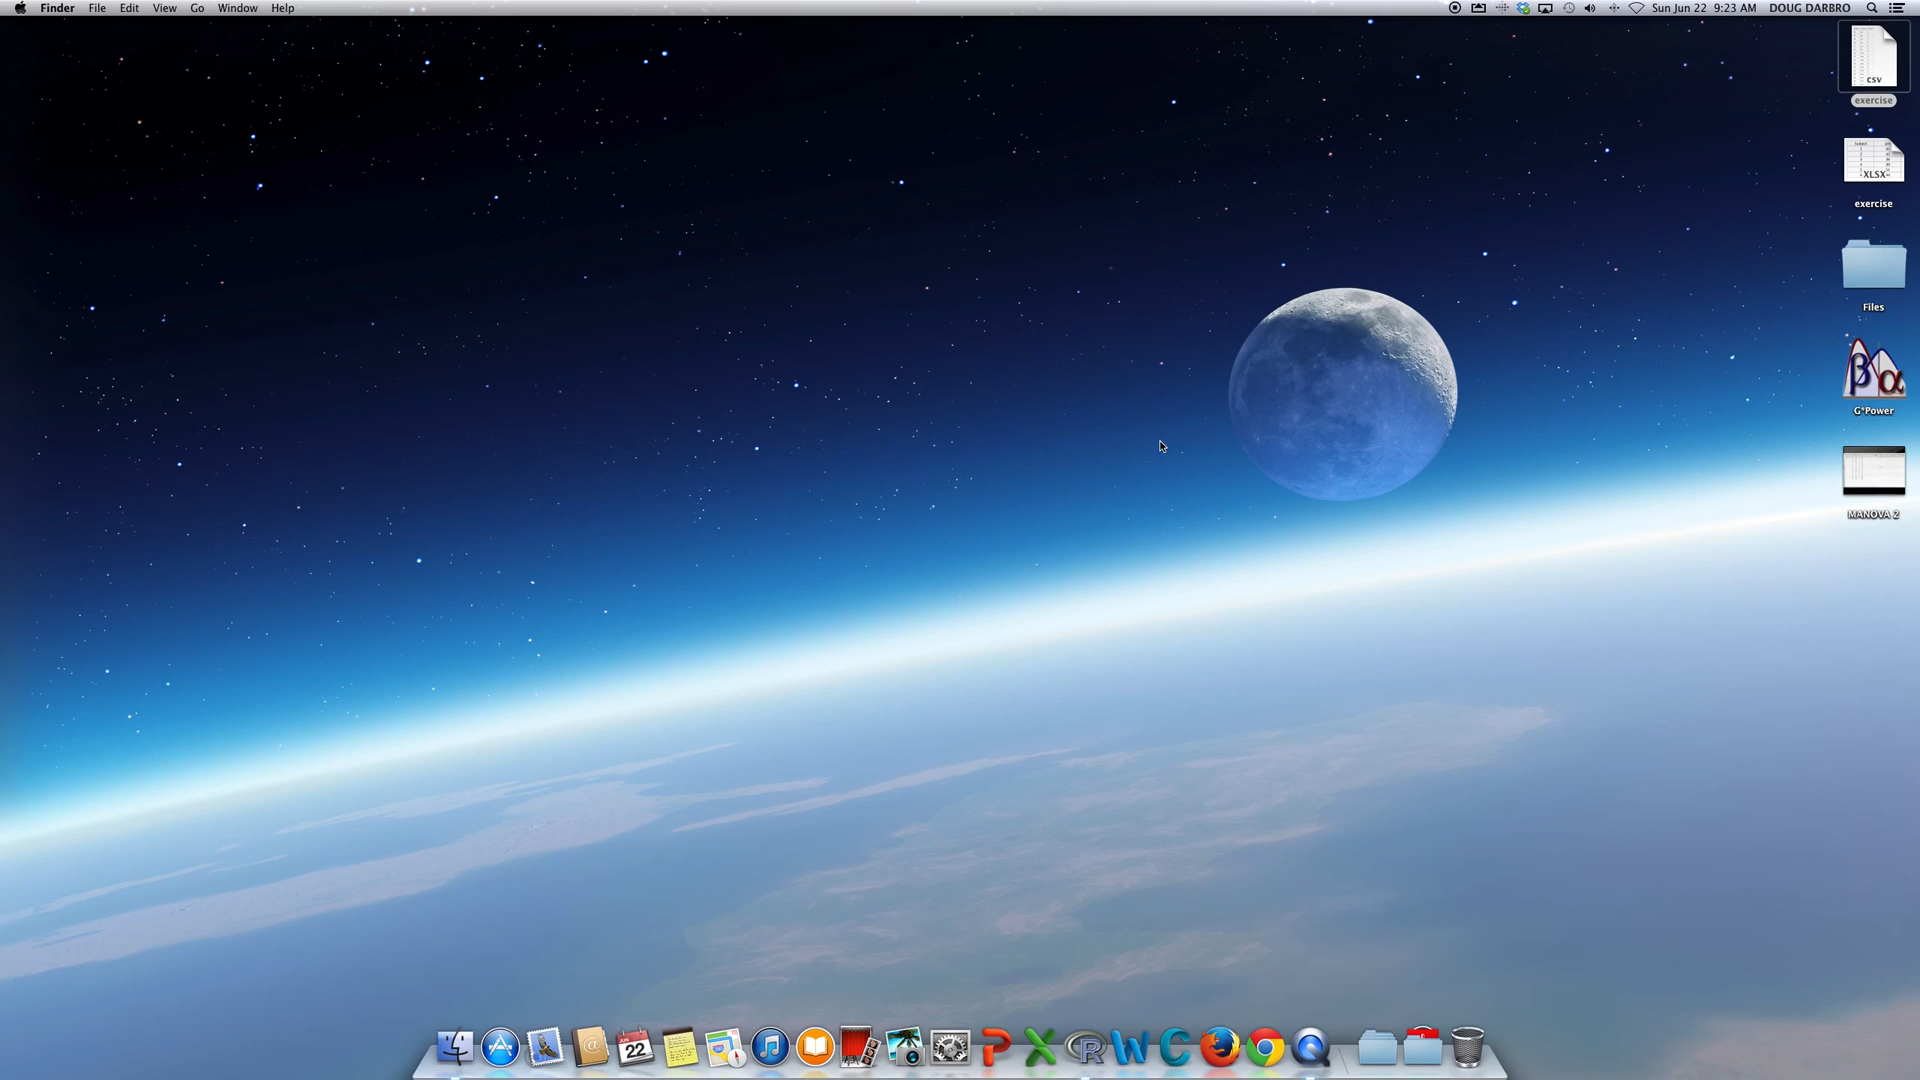 Finder File Edit View Go Window Help
Sun Jun 22 9:23 AM DOUG DARBRO
CSV
exercise
XLSX
exercise
Files
β α
G*Power
MANOVA 2
22